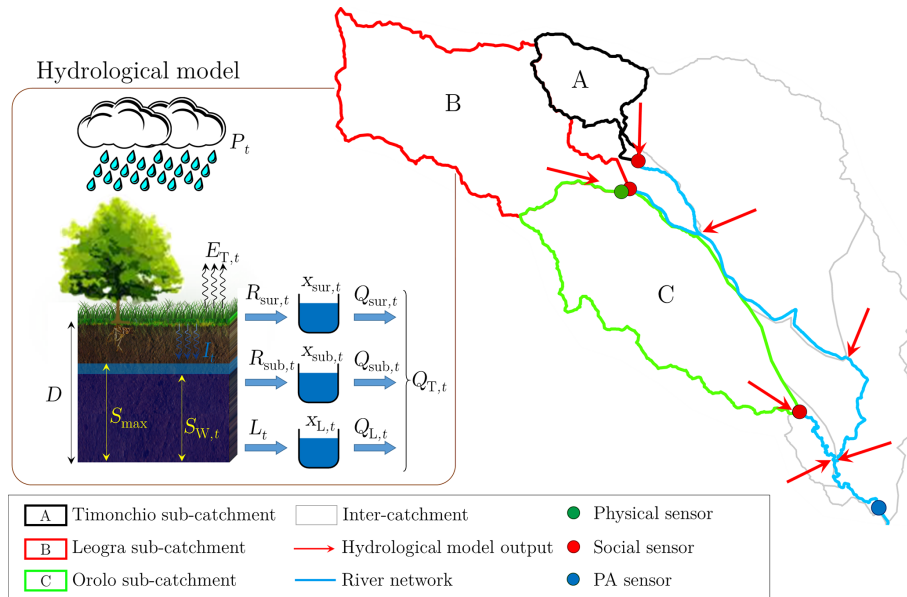 Hydrological model
P_t
E_T,t
R_sur,t
x_sur,t
Q_sur,t
I_t
R_sub,t
x_sub,t
Q_sub,t
D
S_max
S_W,t
Q_T,t
L_t
x_L,t
Q_L,t
A
B
C
A Timonchio sub-catchment
Inter-catchment
Physical sensor
B Leogra sub-catchment
Hydrological model output
Social sensor
C Orolo sub-catchment
River network
PA sensor